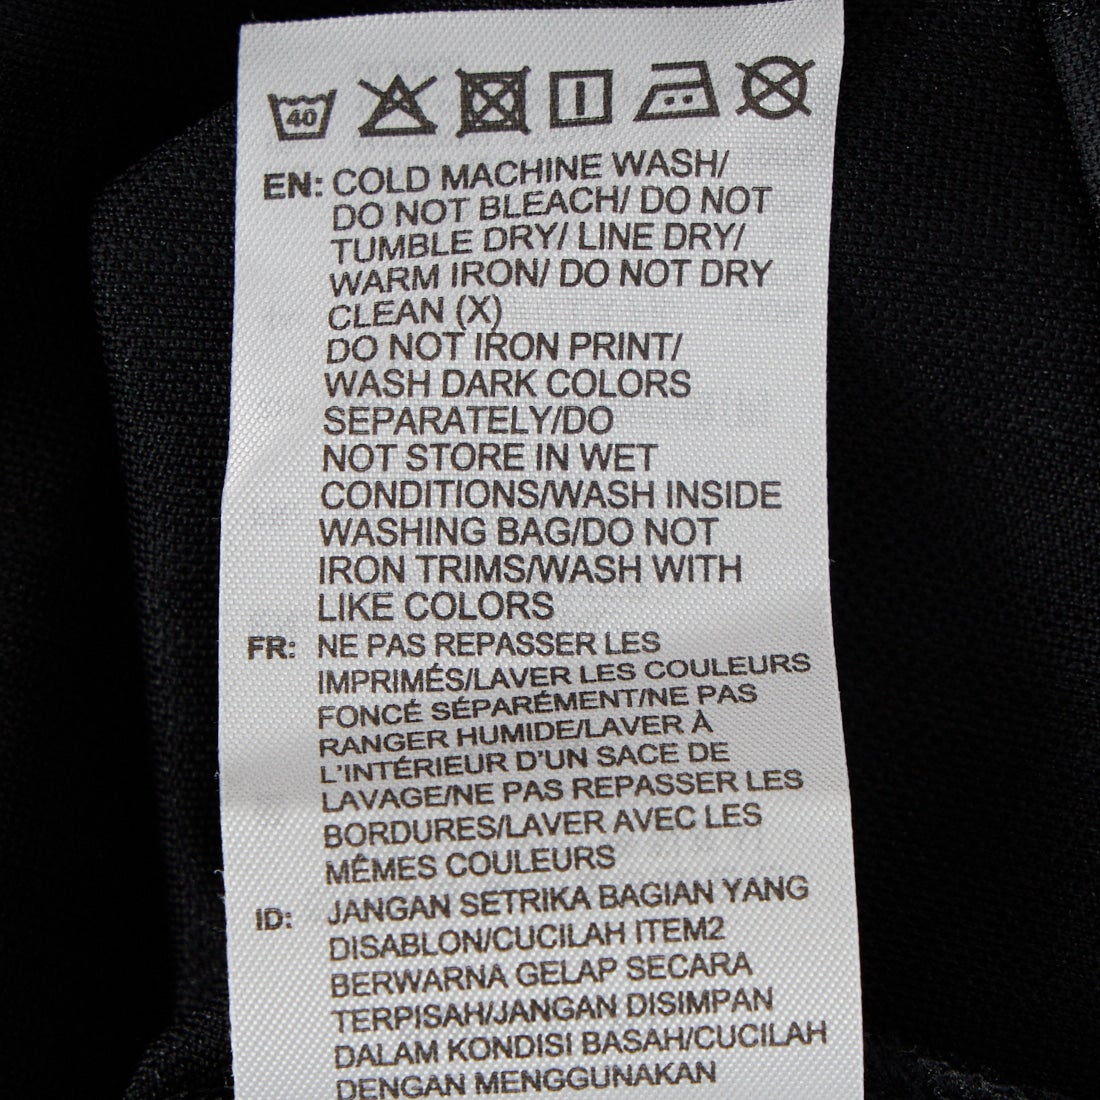 40
EN: COLD MACHINE WASH/
DO NOT BLEACH/ DO NOT
TUMBLE DRY/ LINE DRY/
WARM IRON/ DO NOT DRY
CLEAN (X)
DO NOT IRON PRINT/
WASH DARK COLORS
SEPARATELY/DO
NOT STORE IN WET
CONDITIONS/WASH INSIDE
WASHING BAG/DO NOT
IRON TRIMS/WASH WITH
LIKE COLORS
FR: NE PAS REPASSER LES
IMPRIMÉS/LAVER LES COULEURS
FONCÉ SÉPARÉMENT/NE PAS
RANGER HUMIDE/LAVER À
L'INTÉRIEUR D'UN SACE DE
LAVAGE/NE PAS REPASSER LES
BORDURES/LAVER AVEC LES
MÊMES COULEURS
ID: JANGAN SETRIKA BAGIAN YANG
DISABLON/CUCILAH ITEM2
BERWARNA GELAP SECARA
TERPISAH/JANGAN DISIMPAN
DALAM KONDISI BASAH/CUCILAH
DENGAN MENGGUNAKAN